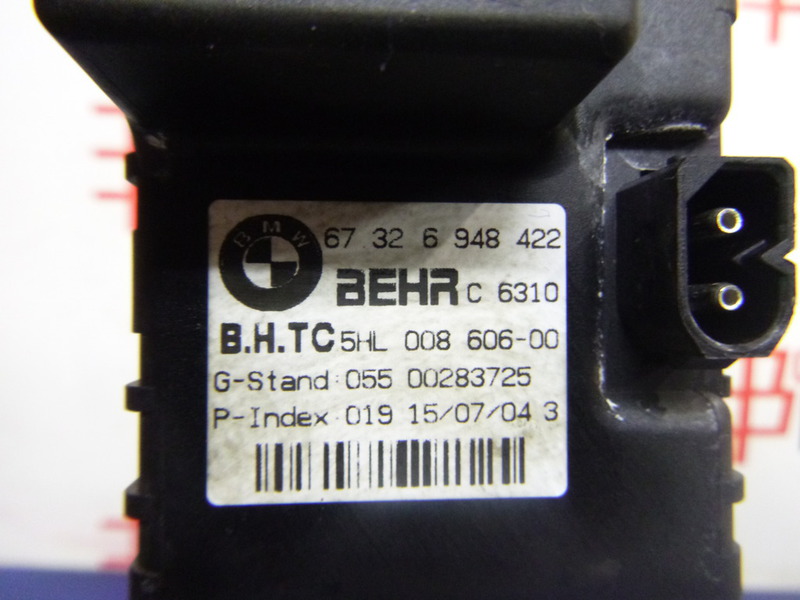 BMW
67 32 6 948 422
BEHR C 6310
B.H.TC 5HL 008 606-00
G-Stand:055 00283725
P-Index:019 15/07/04 3